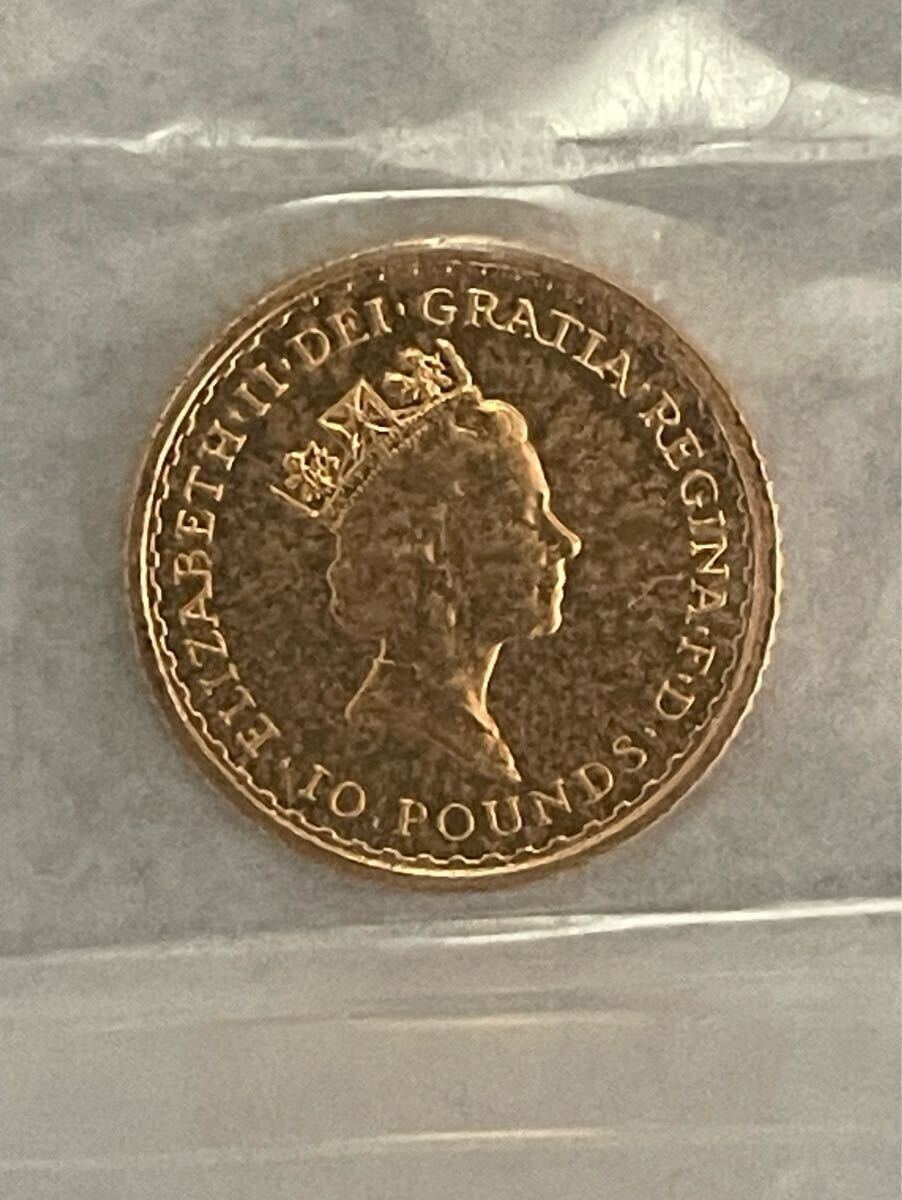 ELIZABETH·II·DEI·GRATIA·REGINA·F·D·
10 POUNDS·